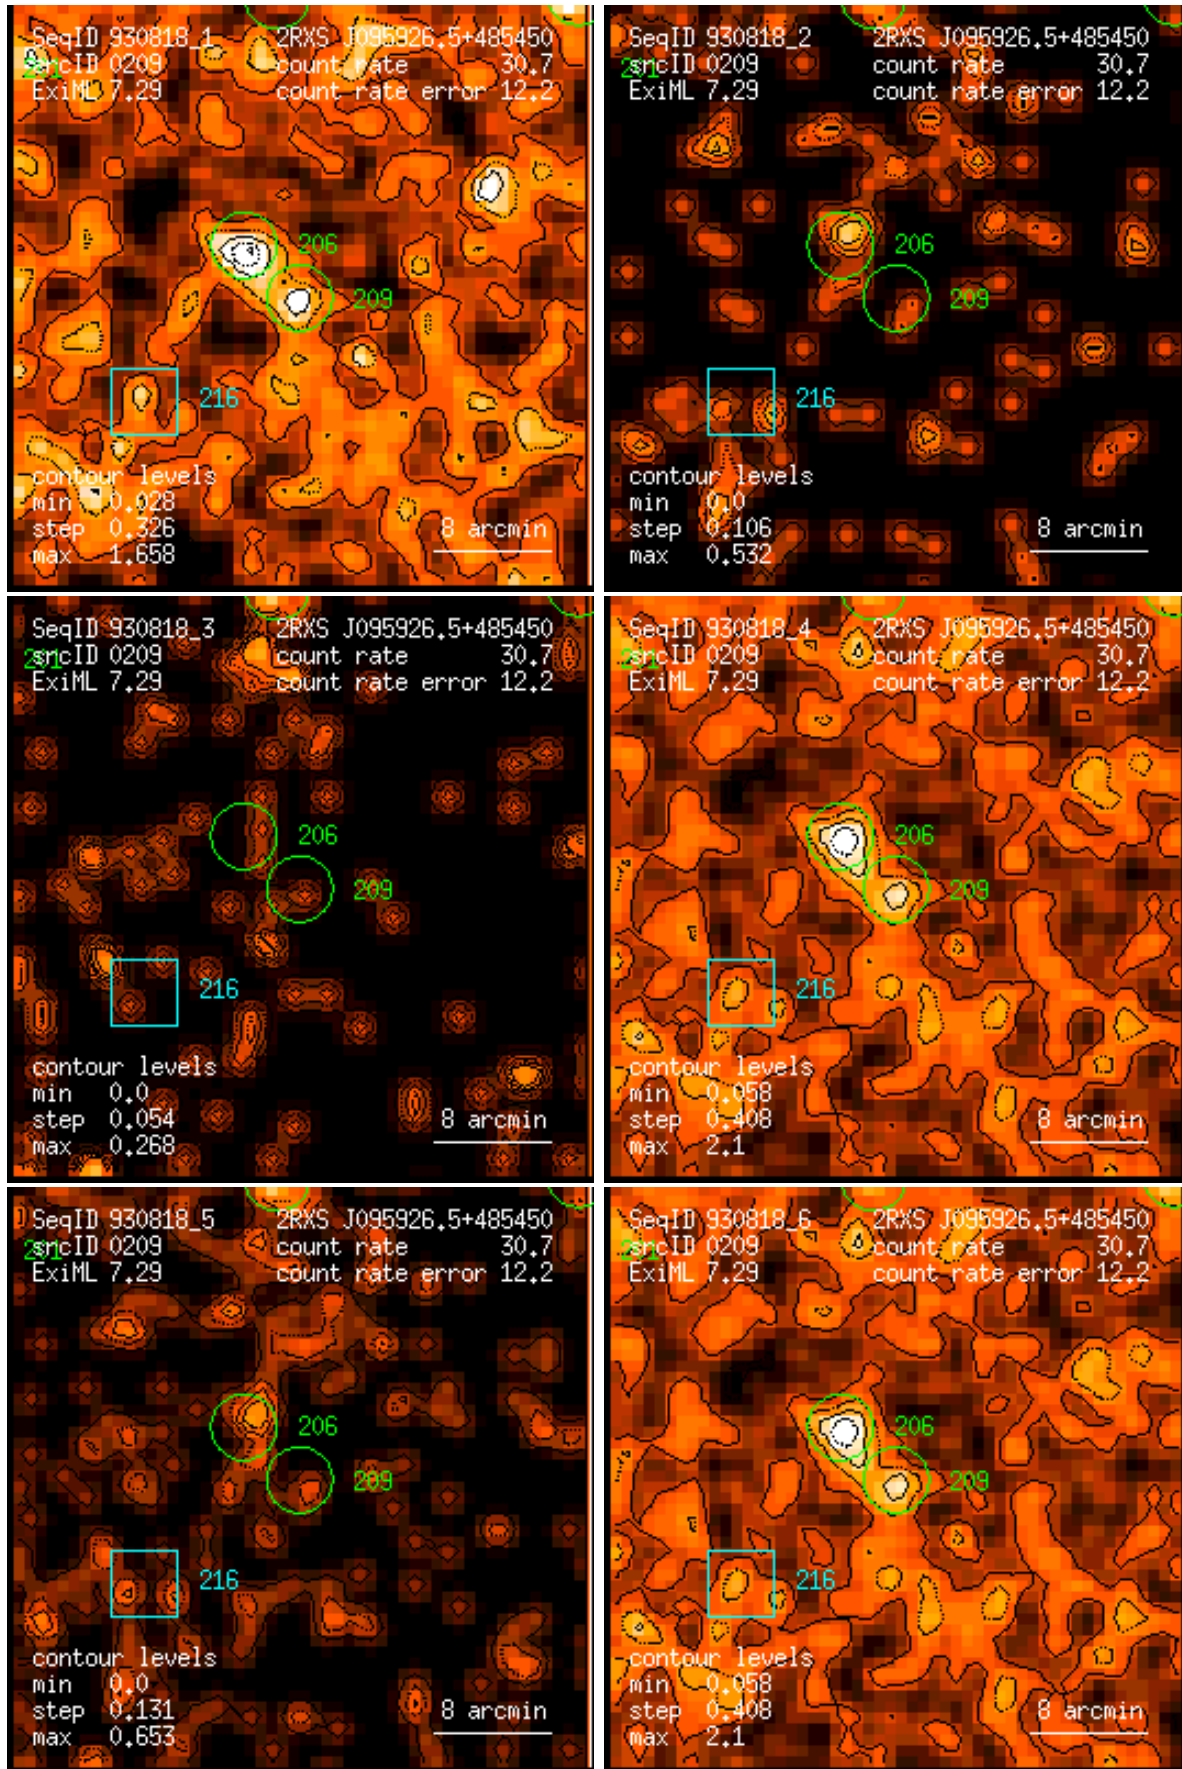 SeqID 930818_1 2RXS J095926.5+485450
srcID 0209 count rate 30.7
ExiML 7.29 count rate error 12.2
206
209
216
contour levels
min 0.028
step 0.326 8 arcmin
max 1.658
SeqID 930818_2 2RXS J095926.5+485450
srcID 0209 count rate 30.7
ExiML 7.29 count rate error 12.2
206
209
216
contour levels
min 0.0
step 0.106 8 arcmin
max 0.532
SeqID 930818_3 2RXS J095926.5+485450
srcID 0209 count rate 30.7
ExiML 7.29 count rate error 12.2
206
209
216
contour levels
min 0.0
step 0.054 8 arcmin
max 0.268
SeqID 930818_4 2RXS J095926.5+485450
srcID 0209 count rate 30.7
ExiML 7.29 count rate error 12.2
206
209
216
contour levels
min 0.058
step 0.408 8 arcmin
max 2.1
SeqID 930818_5 2RXS J095926.5+485450
srcID 0209 count rate 30.7
ExiML 7.29 count rate error 12.2
206
209
216
contour levels
min 0.0
step 0.131 8 arcmin
max 0.653
SeqID 930818_6 2RXS J095926.5+485450
srcID 0209 count rate 30.7
ExiML 7.29 count rate error 12.2
206
209
216
contour levels
min 0.058
step 0.408 8 arcmin
max 2.1